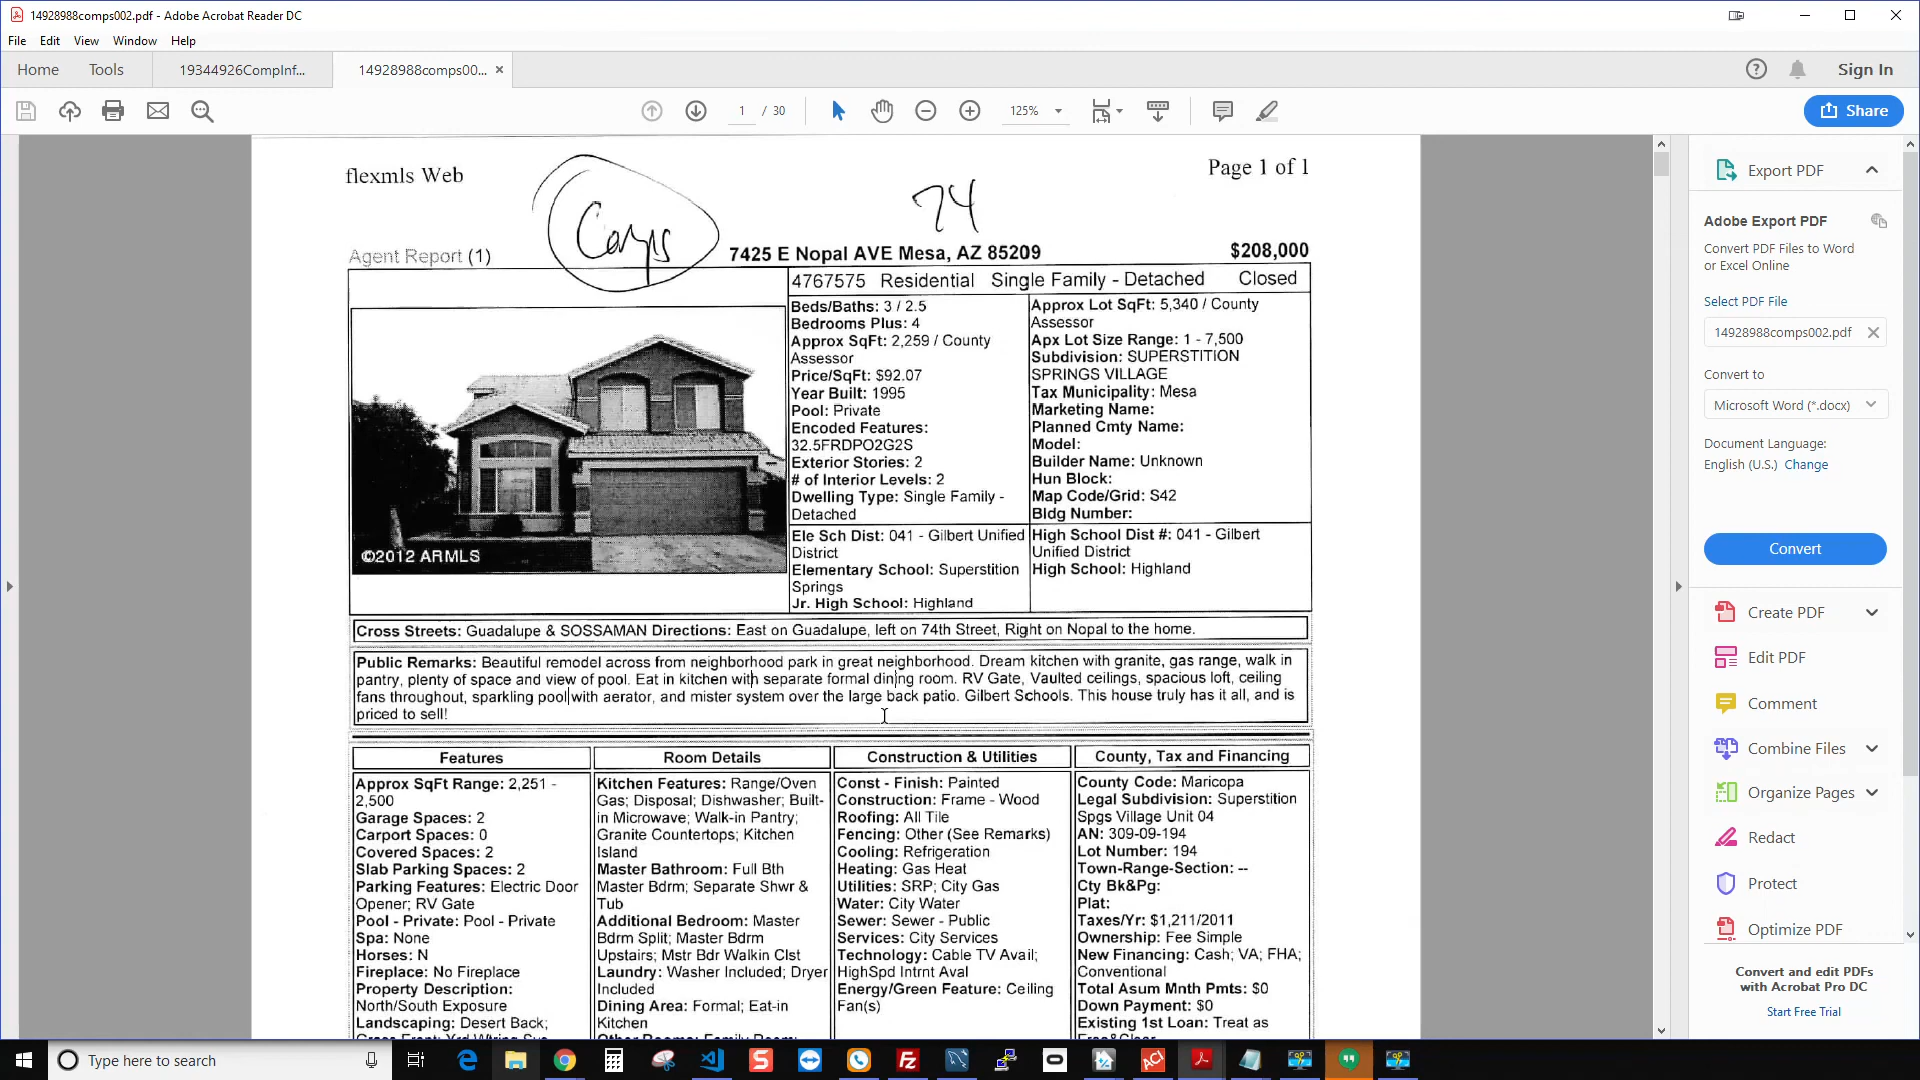 14928988comps002.pdf - Adobe Acrobat Reader DC
File Edit View Window Help
Home Tools 19344926CompInf... 14928988comps00... ×
Sign In
1 / 30 125% Share
flexmls Web
Page 1 of 1
Comps
74
Agent Report (1)
7425 E Nopal AVE Mesa, AZ 85209 $208,000
4767575 Residential Single Family - Detached Closed
Beds/Baths: 3 / 2.5
Bedrooms Plus: 4
Approx SqFt: 2,259 / County
Assessor
Price/SqFt: $92.07
Year Built: 1995
Pool: Private
Encoded Features:
32.5FRDPO2G2S
Exterior Stories: 2
# of Interior Levels: 2
Dwelling Type: Single Family -
Detached
Approx Lot SqFt: 5,340 / County
Assessor
Apx Lot Size Range: 1 - 7,500
Subdivision: SUPERSTITION
SPRINGS VILLAGE
Tax Municipality: Mesa
Marketing Name:
Planned Cmty Name:
Model:
Builder Name: Unknown
Hun Block:
Map Code/Grid: S42
Bldg Number:
Ele Sch Dist: 041 - Gilbert Unified
District
Elementary School: Superstition
Springs
Jr. High School: Highland
High School Dist #: 041 - Gilbert
Unified District
High School: Highland
©2012 ARMLS
Cross Streets: Guadalupe & SOSSAMAN Directions: East on Guadalupe, left on 74th Street, Right on Nopal to the home.
Public Remarks: Beautiful remodel across from neighborhood park in great neighborhood. Dream kitchen with granite, gas range, walk in
pantry, plenty of space and view of pool. Eat in kitchen with separate formal dining room. RV Gate, Vaulted ceilings, spacious loft, ceiling
fans throughout, sparkling pool with aerator, and mister system over the large back patio. Gilbert Schools. This house truly has it all, and is
priced to sell!
Features
Approx SqFt Range: 2,251 -
2,500
Garage Spaces: 2
Carport Spaces: 0
Covered Spaces: 2
Slab Parking Spaces: 2
Parking Features: Electric Door
Opener; RV Gate
Pool - Private: Pool - Private
Spa: None
Horses: N
Fireplace: No Fireplace
Property Description:
North/South Exposure
Landscaping: Desert Back;
Room Details
Kitchen Features: Range/Oven
Gas; Disposal; Dishwasher; Built-
in Microwave; Walk-in Pantry;
Granite Countertops; Kitchen
Island
Master Bathroom: Full Bth
Master Bdrm; Separate Shwr &
Tub
Additional Bedroom: Master
Bdrm Split; Master Bdrm
Upstairs; Mstr Bdr Walkin Clst
Laundry: Washer Included; Dryer
Included
Dining Area: Formal; Eat-in
Kitchen
Construction & Utilities
Const - Finish: Painted
Construction: Frame - Wood
Roofing: All Tile
Fencing: Other (See Remarks)
Cooling: Refrigeration
Heating: Gas Heat
Utilities: SRP; City Gas
Water: City Water
Sewer: Sewer - Public
Services: City Services
Technology: Cable TV Avail;
HighSpd Intrnt Aval
Energy/Green Feature: Ceiling
Fan(s)
County, Tax and Financing
County Code: Maricopa
Legal Subdivision: Superstition
Spgs Village Unit 04
AN: 309-09-194
Lot Number: 194
Town-Range-Section: --
Cty Bk&Pg:
Plat:
Taxes/Yr: $1,211/2011
Ownership: Fee Simple
New Financing: Cash; VA; FHA;
Conventional
Total Asum Mnth Pmts: $0
Down Payment: $0
Existing 1st Loan: Treat as
Export PDF
Adobe Export PDF
Convert PDF Files to Word
or Excel Online
Select PDF File
14928988comps002.pdf
Convert to
Microsoft Word (*.docx)
Document Language:
English (U.S.) Change
Convert
Create PDF
Edit PDF
Comment
Combine Files
Organize Pages
Redact
Protect
Optimize PDF
Convert and edit PDFs
with Acrobat Pro DC
Start Free Trial
Type here to search